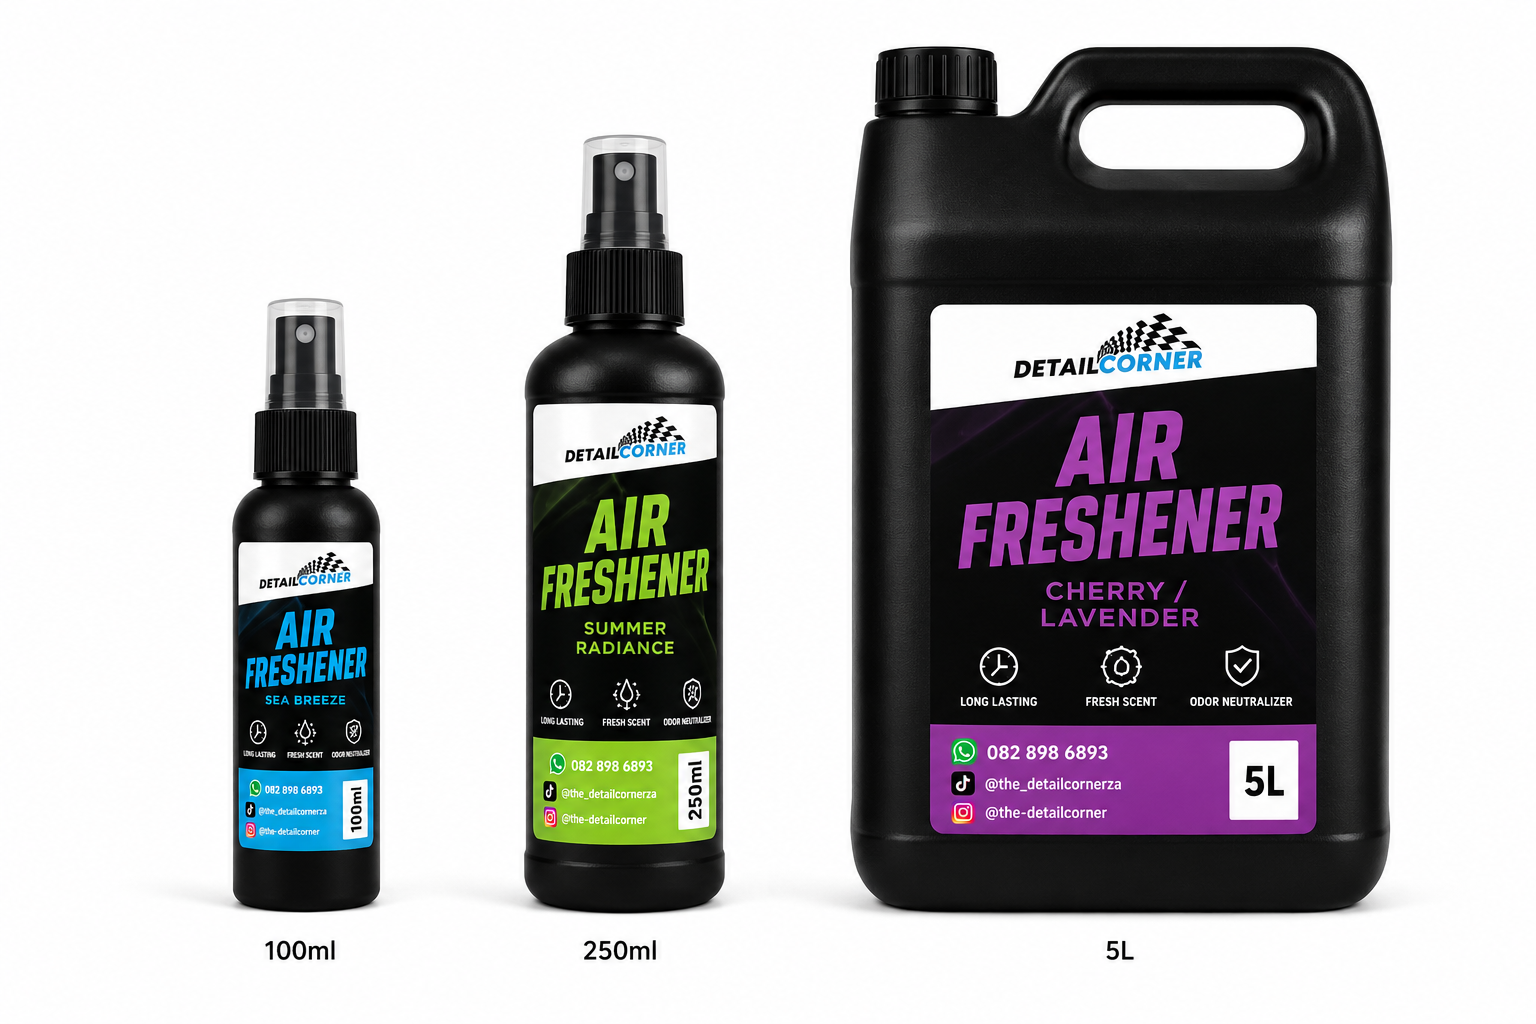 DETAILCORNER
AIR
FRESHENER
SEA BREEZE
LONG LASTING
FRESH SCENT
ODOR NEUTRALIZER
082 898 6893
@the_detailcornerza
@the-detailcorner
100ml
100ml
DETAILCORNER
AIR
FRESHENER
SUMMER
RADIANCE
LONG LASTING
FRESH SCENT
ODOR NEUTRALIZER
082 898 6893
@the_detailcornerza
@the-detailcorner
250ml
250ml
DETAILCORNER
AIR
FRESHENER
CHERRY /
LAVENDER
LONG LASTING
FRESH SCENT
ODOR NEUTRALIZER
082 898 6893
@the_detailcornerza
@the-detailcorner
5L
5L